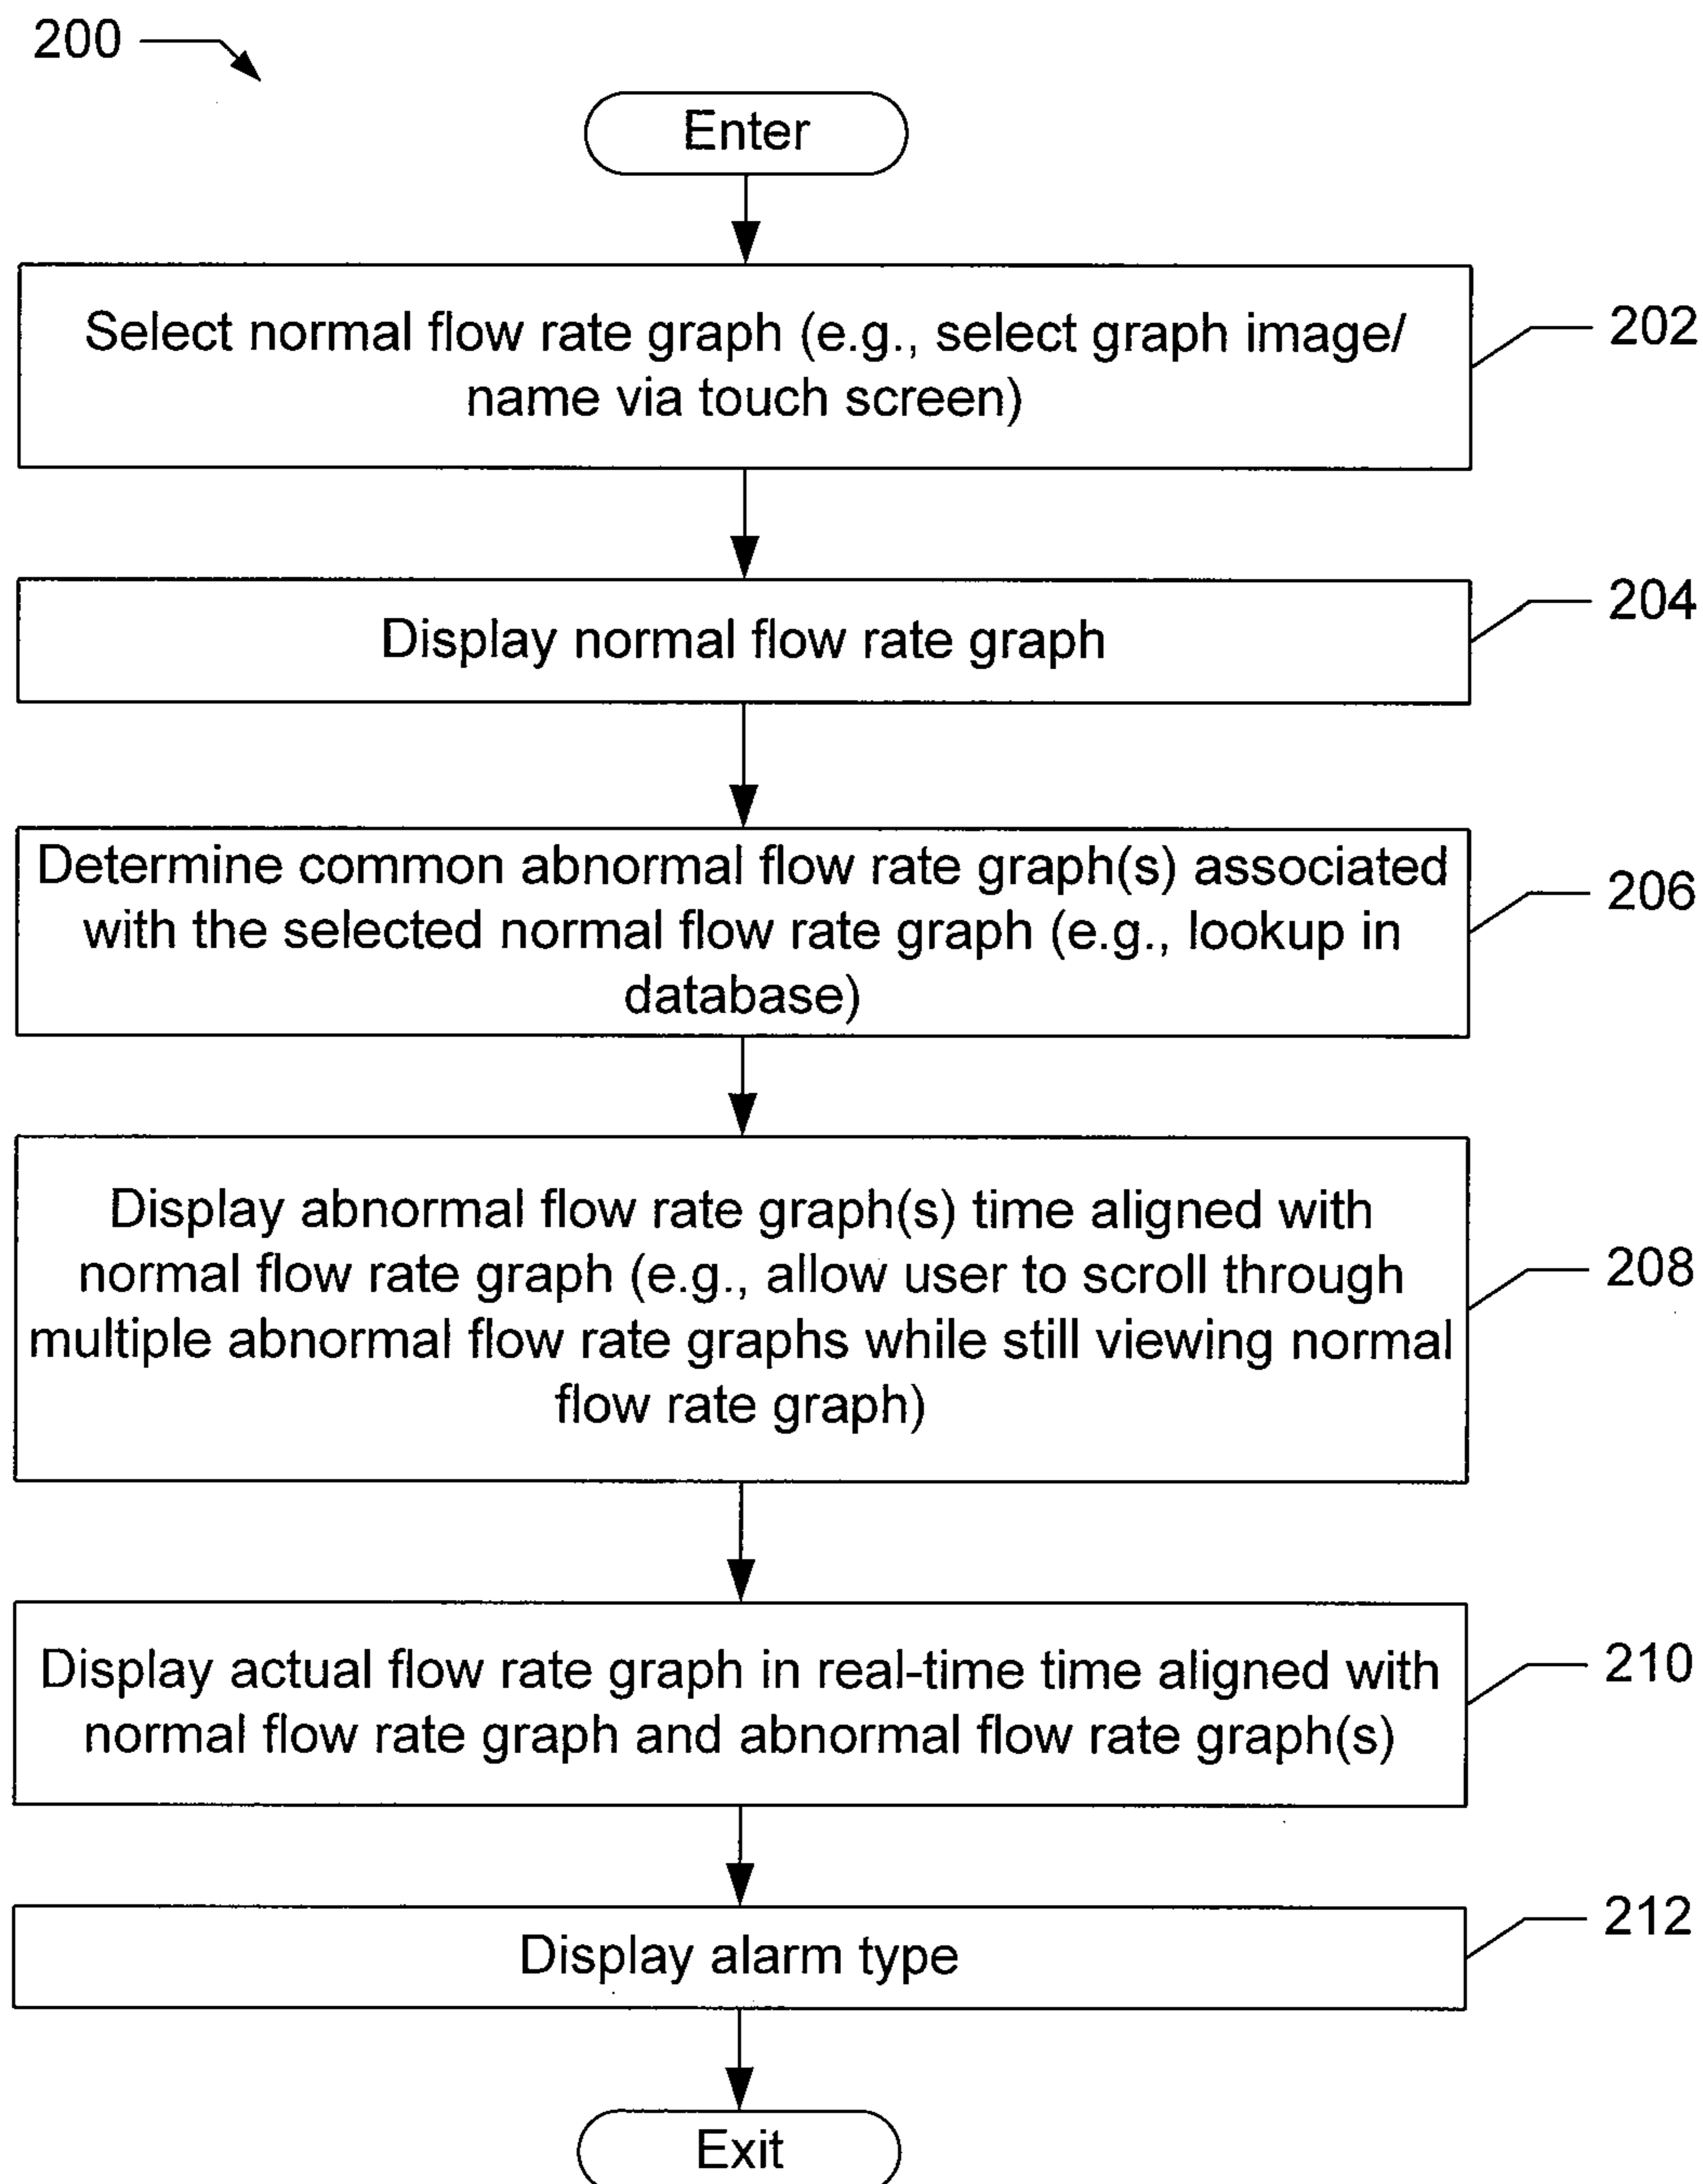 200
Enter
Select normal flow rate graph (e.g., select graph image/
name via touch screen)
202
Display normal flow rate graph
204
Determine common abnormal flow rate graph(s) associated
with the selected normal flow rate graph (e.g., lookup in
database)
206
Display abnormal flow rate graph(s) time aligned with
normal flow rate graph (e.g., allow user to scroll through
multiple abnormal flow rate graphs while still viewing normal
flow rate graph)
208
Display actual flow rate graph in real-time time aligned with
normal flow rate graph and abnormal flow rate graph(s)
210
Display alarm type
212
Exit